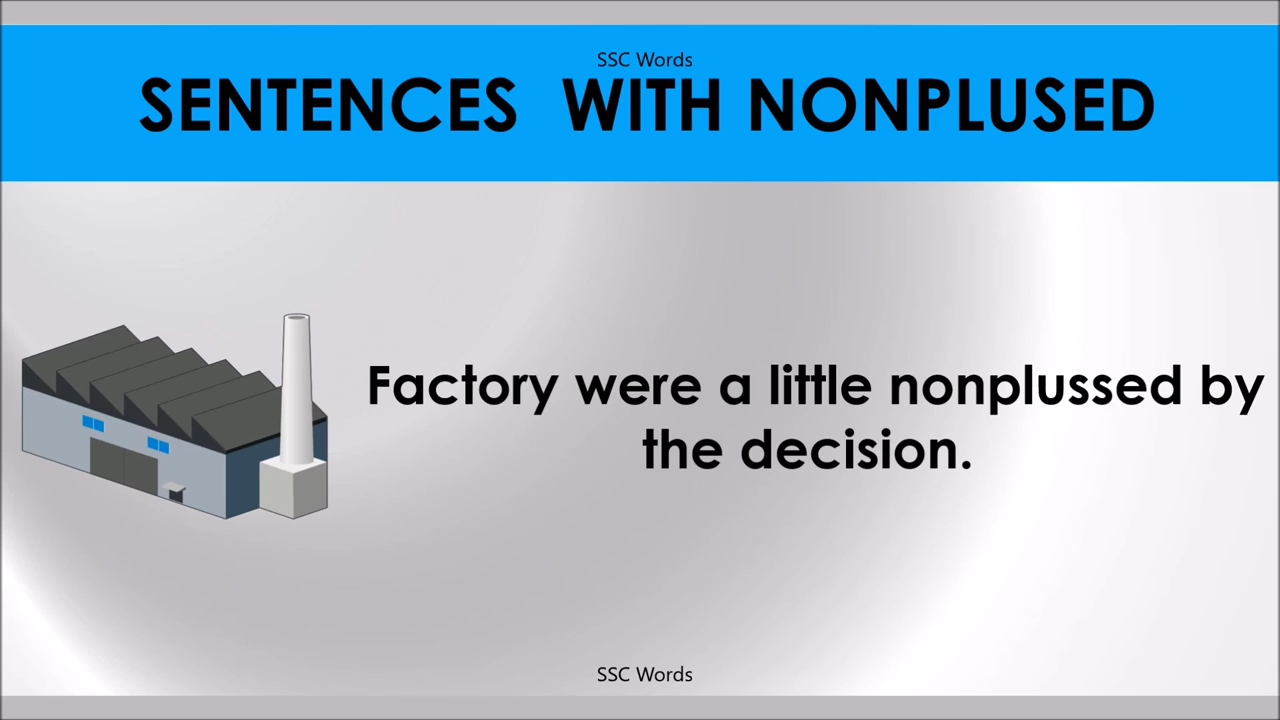 SSC Words
SENTENCES WITH NONPLUSED
Factory were a little nonplussed by
the decision.
SSC Words